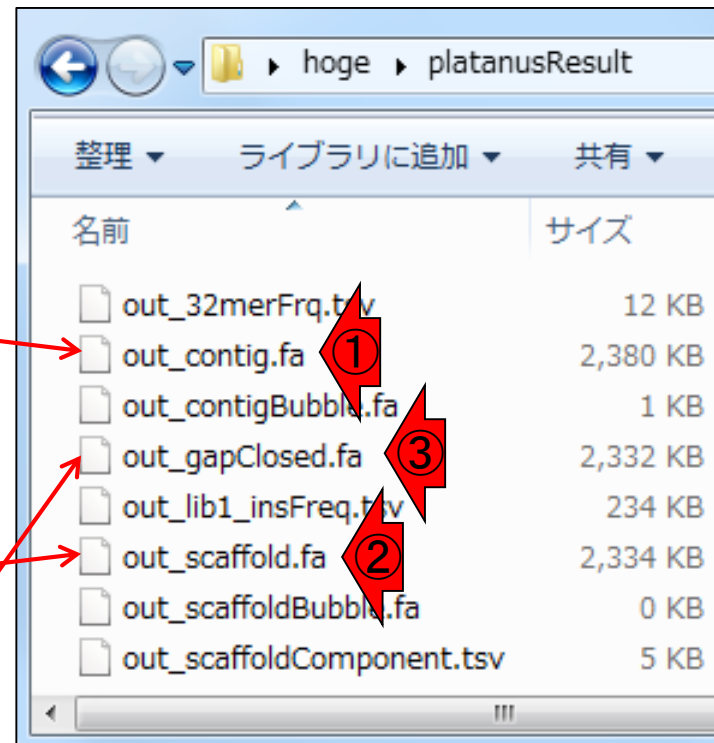 hoge ▸ platanusResult
整理 ▼ ライブラリに追加 ▼ 共有 ▼
名前 サイズ
out_32merFrq.tsv 12 KB
out_contig.fa ① 2,380 KB
out_contigBubble.fa 1 KB
out_gapClosed.fa ③ 2,332 KB
out_lib1_insFreq.tsv 234 KB
out_scaffold.fa ② 2,334 KB
out_scaffoldBubble.fa 0 KB
out_scaffoldComponent.tsv 5 KB